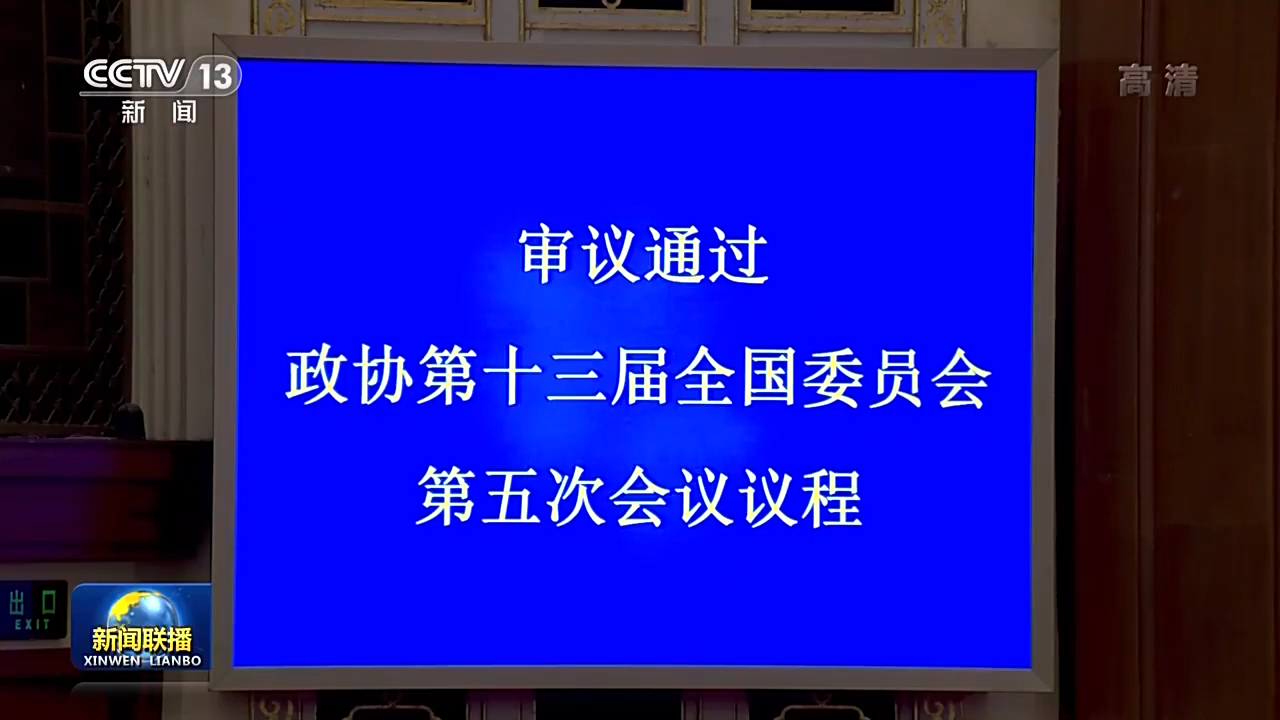 CCTV 13
新闻
高清
审议通过
政协第十三届全国委员会
第五次会议议程
出口
EXIT
新闻联播
XINWEN LIANBO